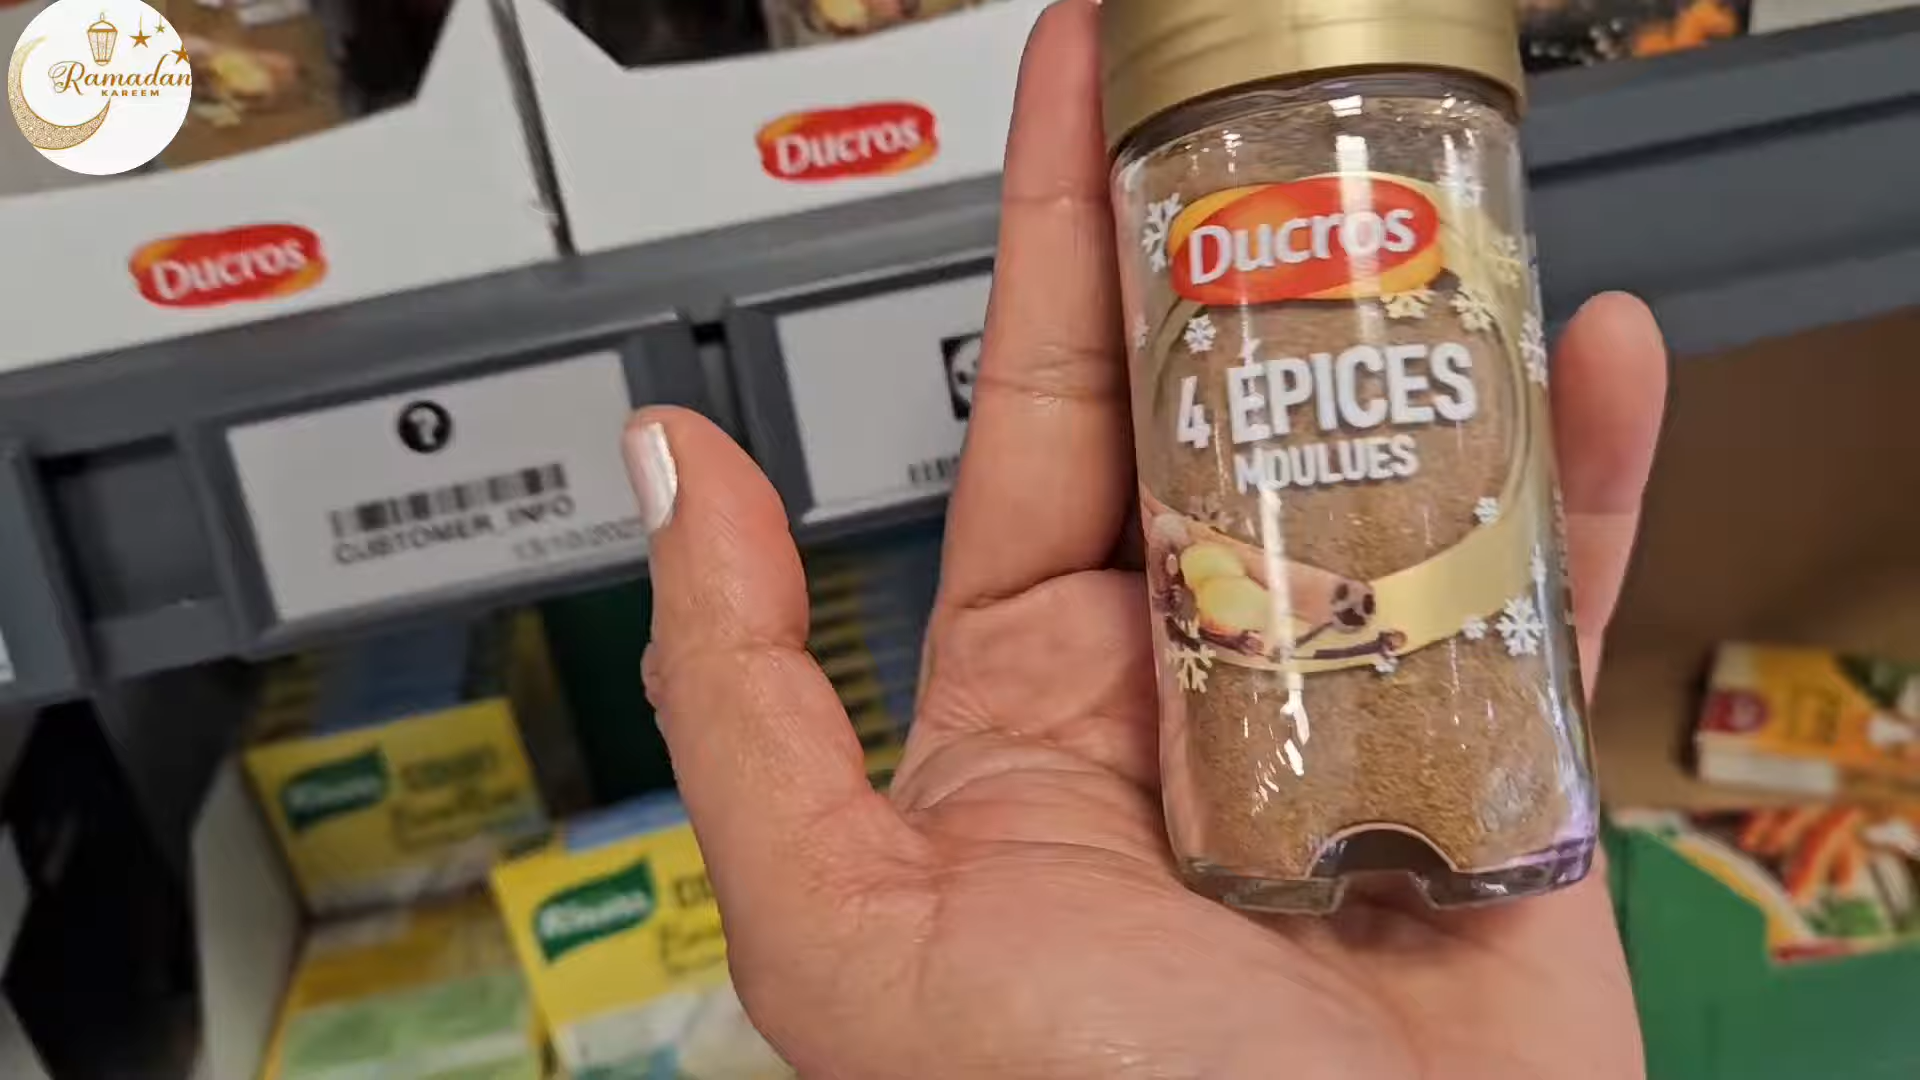 Ramadan
KAREEM
Ducros
Ducros
Ducros
4 ÉPICES
MOULUES
?
CUSTOMER_INFO
Knorr
Knorr